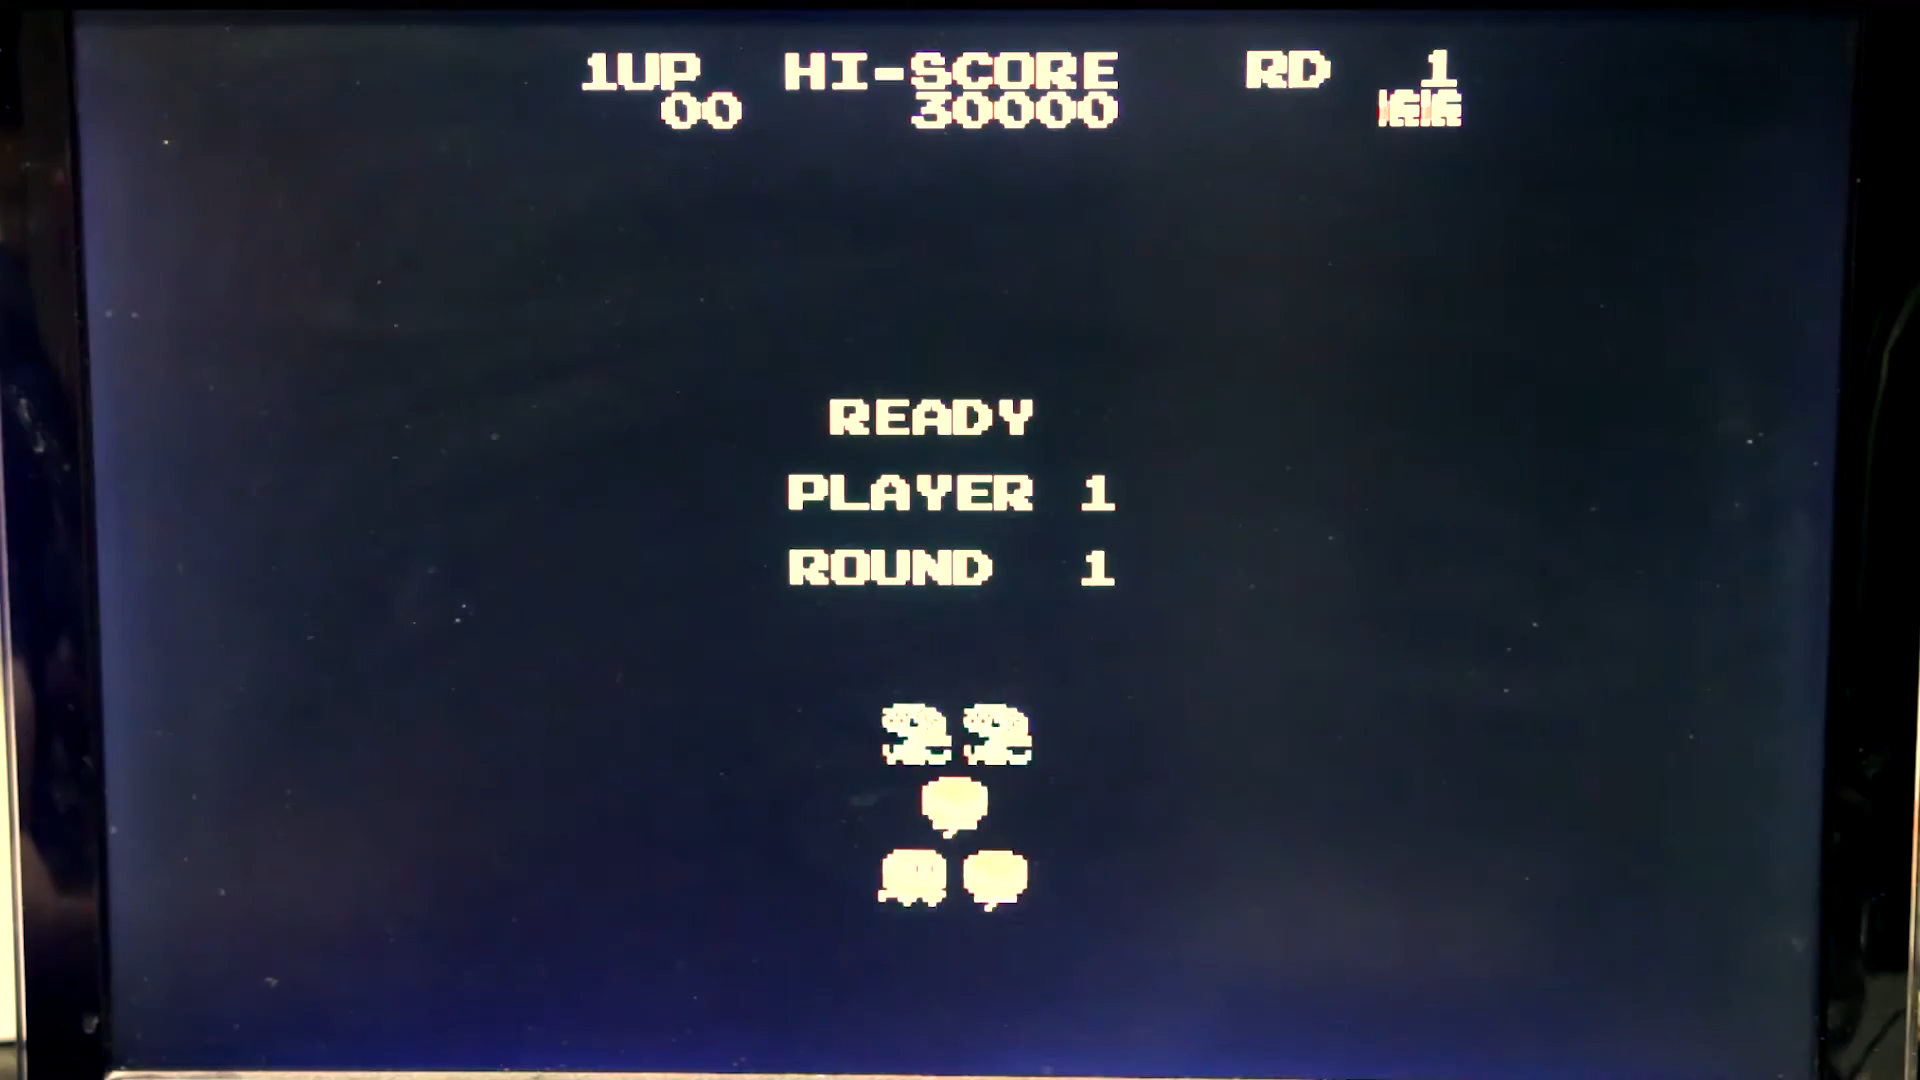 1UP HI-SCORE RD 1
00 30000
READY
PLAYER 1
ROUND 1